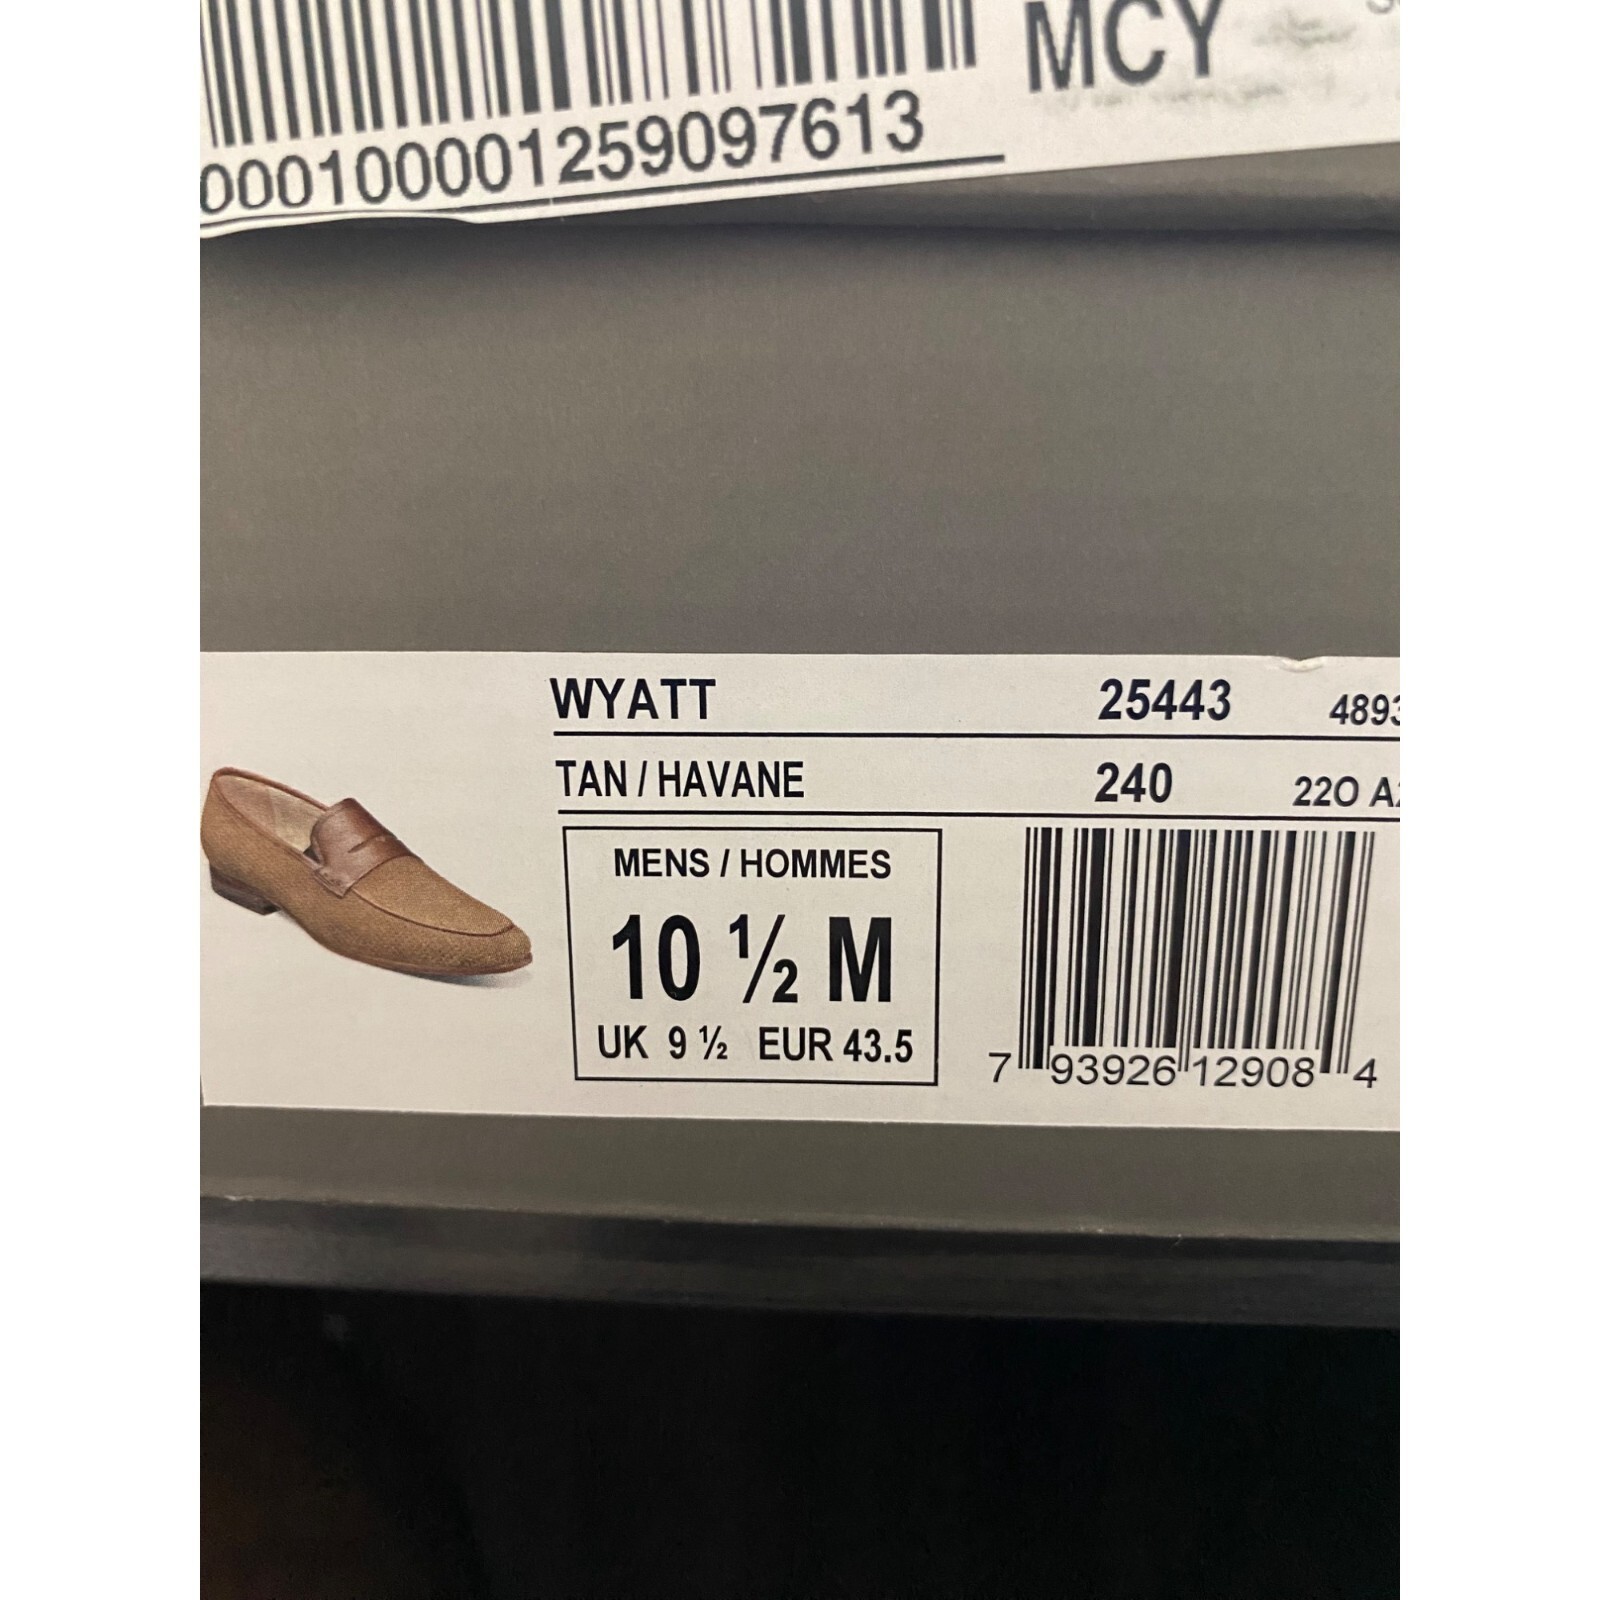 MCY
000100001259097613
WYATT 25443 4893
TAN / HAVANE 240 22O
MENS / HOMMES
10 ½ M
UK 9 ½ EUR 43.5
7 93926 12908 4